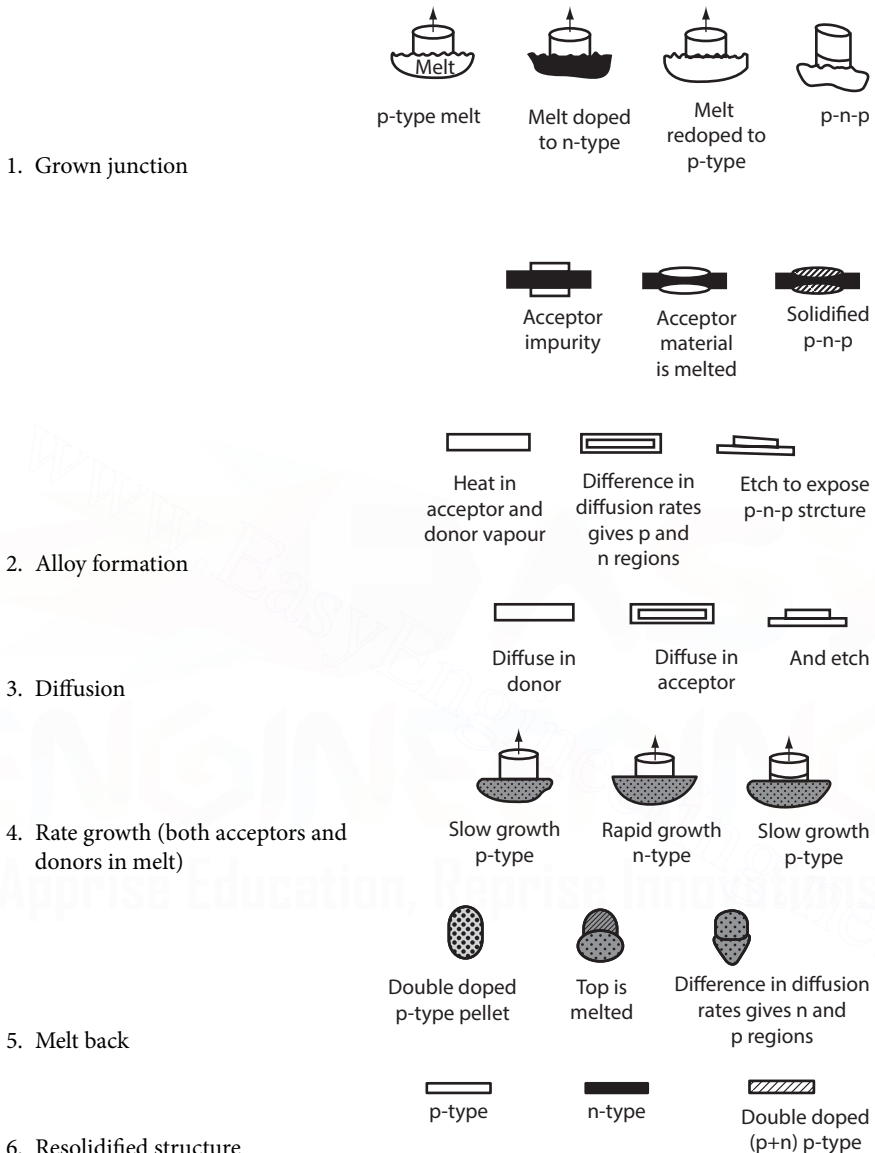 Melt
p-type melt
Melt doped
to n-type
Melt
redoped to
p-type
p-n-p
1. Grown junction
Acceptor
impurity
Acceptor
material
is melted
Solidified
p-n-p
Heat in
acceptor and
donor vapour
Difference in
diffusion rates
gives p and
n regions
Etch to expose
p-n-p strcture
2. Alloy formation
Diffuse in
donor
Diffuse in
acceptor
And etch
3. Diffusion
Slow growth
p-type
Rapid growth
n-type
Slow growth
p-type
4. Rate growth (both acceptors and
donors in melt)
Double doped
p-type pellet
Top is
melted
Difference in diffusion
rates gives n and
p regions
5. Melt back
p-type
n-type
Double doped
(p+n) p-type
6. Resolidified structure
Apprise Education, Reprise Innovations